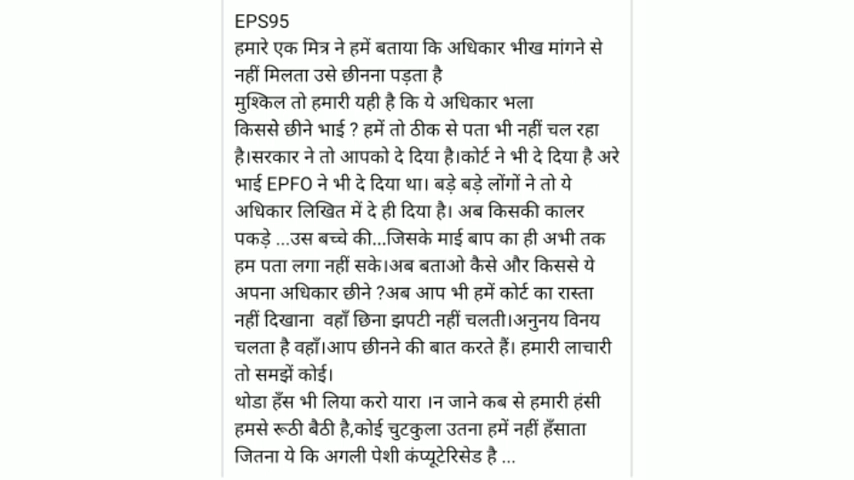 EPS95
हमारे एक मित्र ने हमें बताया कि अधिकार भीख मांगने से
नहीं मिलता उसे छीनना पड़ता है
मुश्किल तो हमारी यही है कि ये अधिकार भला
किससे छीने भाई ? हमें तो ठीक से पता भी नहीं चल रहा
है।सरकार ने तो आपको दे दिया है।कोर्ट ने भी दे दिया है अरे
भाई EPFO ने भी दे दिया था। बड़े बड़े लोंगों ने तो ये
अधिकार लिखित में दे ही दिया है। अब किसकी कालर
पकड़े ...उस बच्चे की...जिसके माई बाप का ही अभी तक
हम पता लगा नहीं सके।अब बताओ कैसे और किससे ये
अपना अधिकार छीने ?अब आप भी हमें कोर्ट का रास्ता
नहीं दिखाना  वहाँ छिना झपटी नहीं चलती।अनुनय विनय
चलता है वहाँ।आप छीनने की बात करते हैं। हमारी लाचारी
तो समझें कोई।
थोडा हँस भी लिया करो यारा ।न जाने कब से हमारी हंसी
हमसे रूठी बैठी है,कोई चुटकुला उतना हमें नहीं हँसाता
जितना ये कि अगली पेशी कंप्यूटेरिसेड है ...